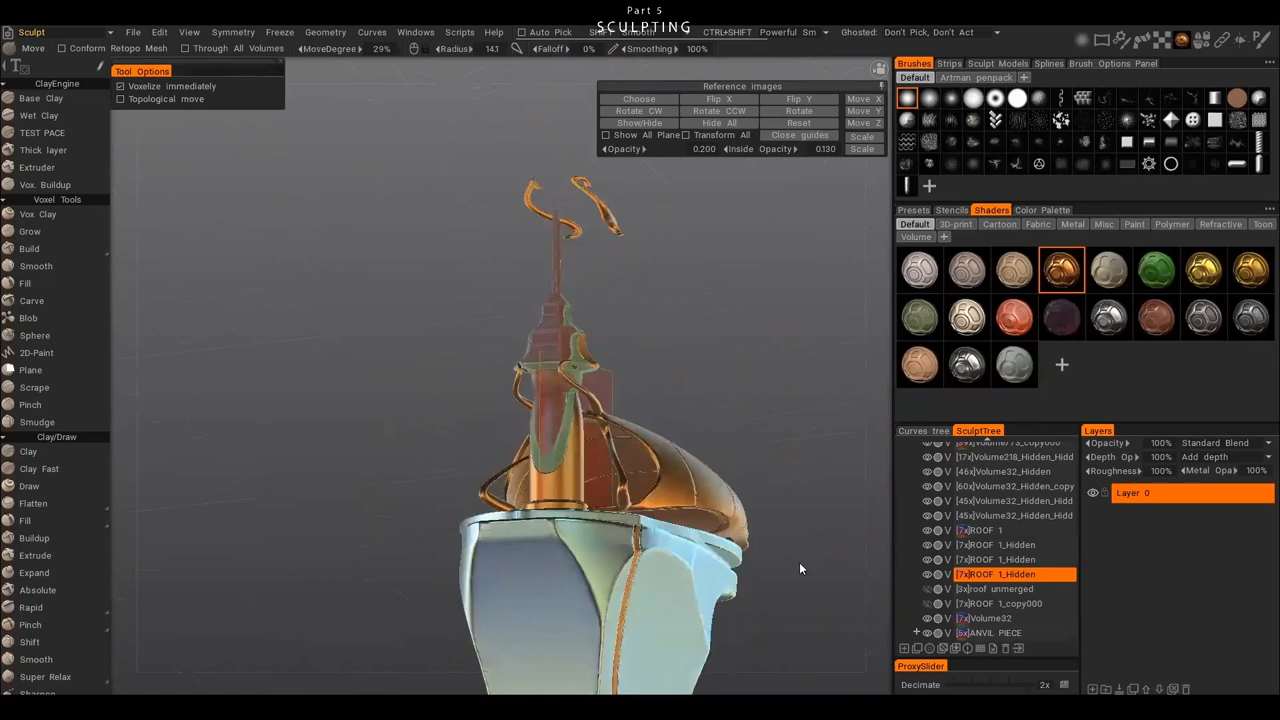 Part 5
SCULPTING
Sculpt File Edit View Symmetry Freeze Geometry Curves Windows Scripts Help Auto Pick SHIFT Smooth CTRL+SHIFT Powerful Sm Ghosted: Don't Pick, Don't Act
Move Conform Retopo Mesh Through All Volumes MoveDegree 29% Radius 14.1 Falloff 0% Smoothing 100%
Tool Options
Voxelize immediately
Topological move
ClayEngine
Base Clay
Wet Clay
TEST PACE
Thick layer
Extruder
Vox. Buildup
Voxel Tools
Vox Clay
Grow
Build
Smooth
Fill
Carve
Blob
Sphere
2D-Paint
Plane
Scrape
Pinch
Smudge
Clay/Draw
Clay
Clay Fast
Draw
Flatten
Fill
Buildup
Extrude
Expand
Absolute
Rapid
Pinch
Shift
Smooth
Super Relax
Sharpen
Reference images
Choose Flip X Flip Y Move X
Rotate CW Rotate CCW Rotate Move Y
Show/Hide Hide All Reset Move Z
Show All Plane Transform All Close guides Scale
Opacity 0.200 Inside Opacity 0.130 Scale
Brushes Strips Sculpt Models Splines Brush Options Panel
Default Artman penpack
Presets Stencils Shaders Color Palette
Default 3D-print Cartoon Fabric Metal Misc Paint Polymer Refractive Toon
Volume
Curves tree SculptTree
[17x]Volume218_Hidden_Hidd
[46x]Volume32_Hidden
[60x]Volume32_Hidden_copy
[45x]Volume32_Hidden_Hidd
[45x]Volume32_Hidden_Hidd
[7x]ROOF 1
[7x]ROOF 1_Hidden
[7x]ROOF 1_Hidden
[7x]ROOF 1_Hidden
[3x]roof unmerged
[7x]ROOF 1_copy000
[7x]Volume32
[5x]ANVIL PIECE
ProxySlider
Decimate 2x
Layers
Opacity 100% Standard Blend
Depth Op 100% Add depth
Roughness 100% Metal Opa 100%
Layer 0